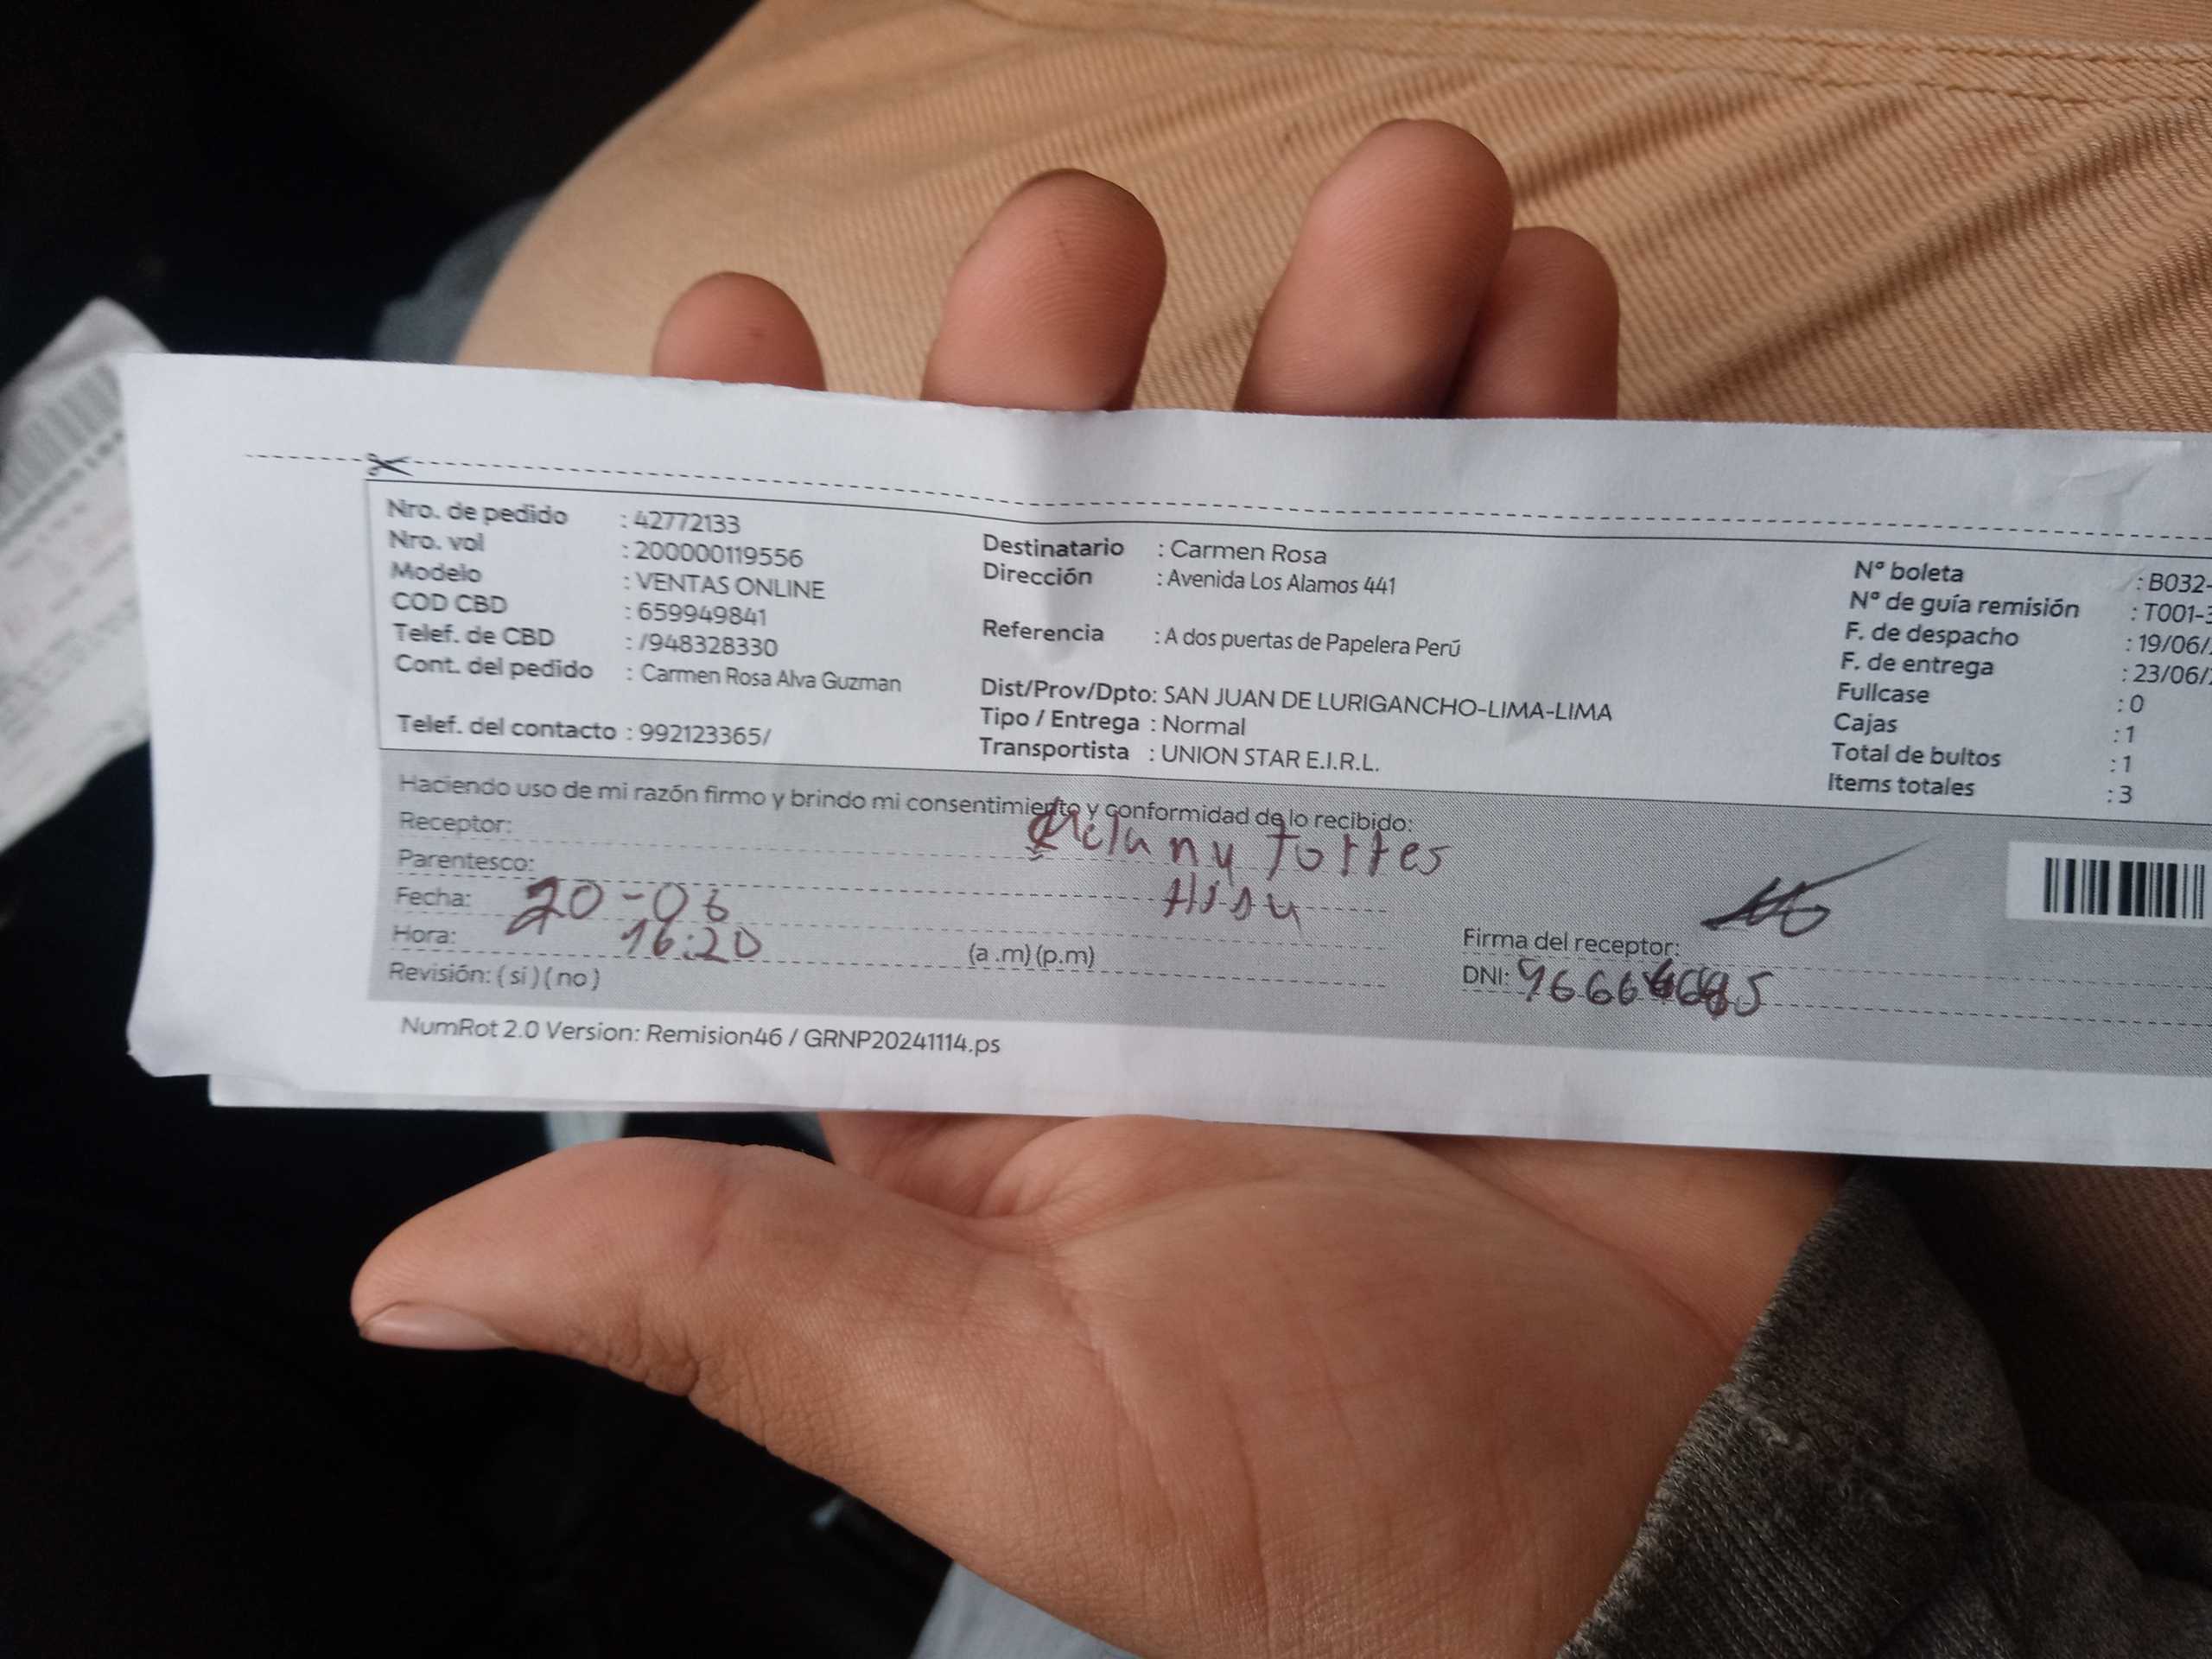 Nro. de pedido : 42772133
Nro. vol : 200000119556
Modelo : VENTAS ONLINE
COD CBD : 659949841
Telef. de CBD : /948328330
Cont. del pedido : Carmen Rosa Alva Guzman
Telef. del contacto : 992123365/
Destinatario : Carmen Rosa
Dirección : Avenida Los Alamos 441
Referencia : A dos puertas de Papelera Perú
Dist/Prov/Dpto: SAN JUAN DE LURIGANCHO-LIMA-LIMA
Tipo / Entrega : Normal
Transportista : UNION STAR E.I.R.L.
Nº boleta : B032-
Nº de guía remisión : T001-3
F. de despacho : 19/06/
F. de entrega : 23/06/
Fullcase : 0
Cajas : 1
Total de bultos : 1
Items totales : 3
Haciendo uso de mi razón firmo y brindo mi consentimiento y conformidad de lo recibido:
Receptor: Melany Torres
Parentesco:
Fecha: 20-06
Hora: 16:20 (a .m) (p.m)
Revisión: ( si ) ( no )
Firma del receptor:
DNI:
NumRot 2.0 Version: Remision46 / GRNP20241114.ps